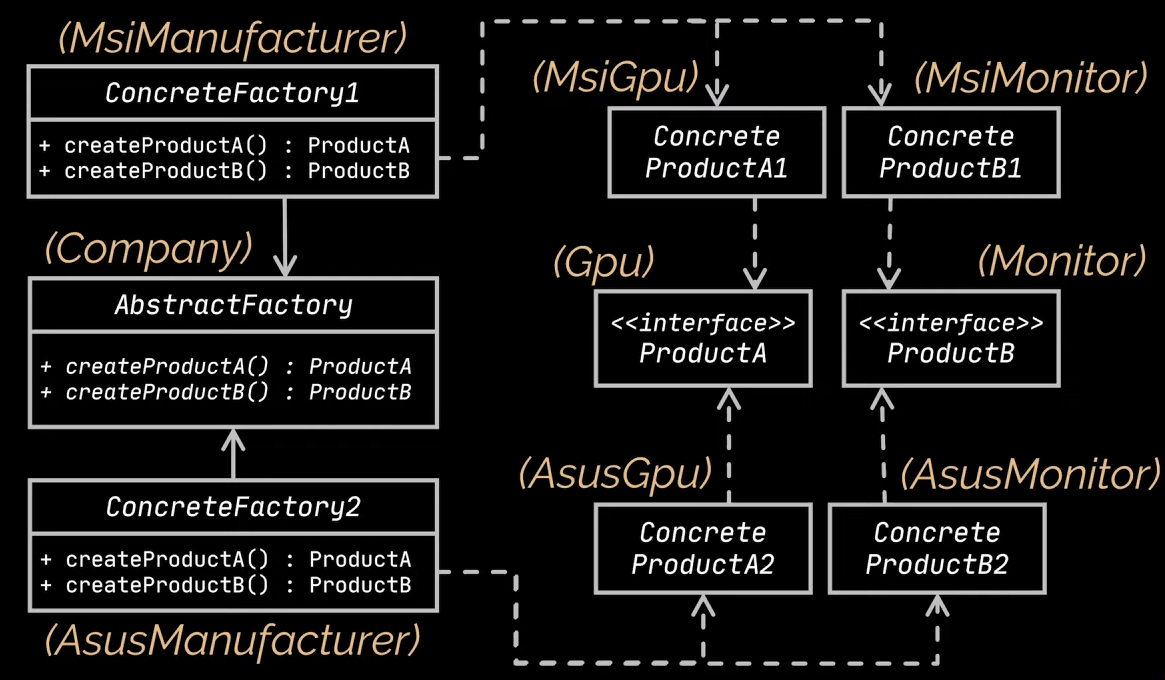 (MsiManufacturer)
ConcreteFactory1
+ createProductA() : ProductA
+ createProductB() : ProductB
(Company)
AbstractFactory
+ createProductA() : ProductA
+ createProductB() : ProductB
ConcreteFactory2
+ createProductA() : ProductA
+ createProductB() : ProductB
(AsusManufacturer)
(MsiGpu)
Concrete
ProductA1
(MsiMonitor)
Concrete
ProductB1
(Gpu)
<<interface>>
ProductA
(Monitor)
<<interface>>
ProductB
(AsusGpu)
Concrete
ProductA2
(AsusMonitor)
Concrete
ProductB2